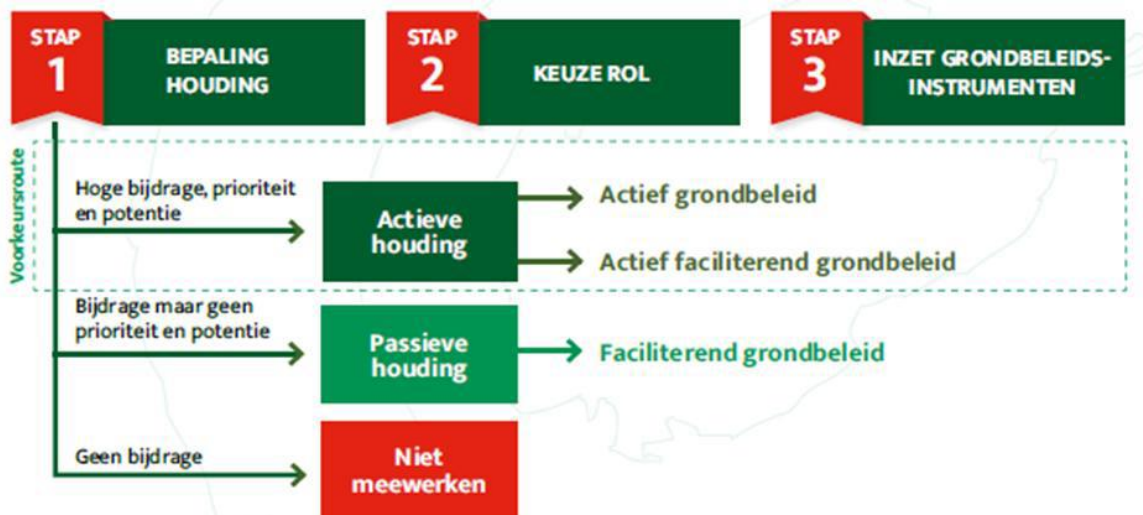 STAP
1
BEPALING
HOUDING
STAP
2
KEUZE ROL
STAP
3
INZET GRONDBELEIDS-
INSTRUMENTEN
Voorkeursroute
Hoge bijdrage, prioriteit
en potentie
Actieve
houding
Actief grondbeleid
Actief faciliterend grondbeleid
Bijdrage maar geen
prioriteit en potentie
Passieve
houding
Faciliterend grondbeleid
Geen bijdrage
Niet
meewerken